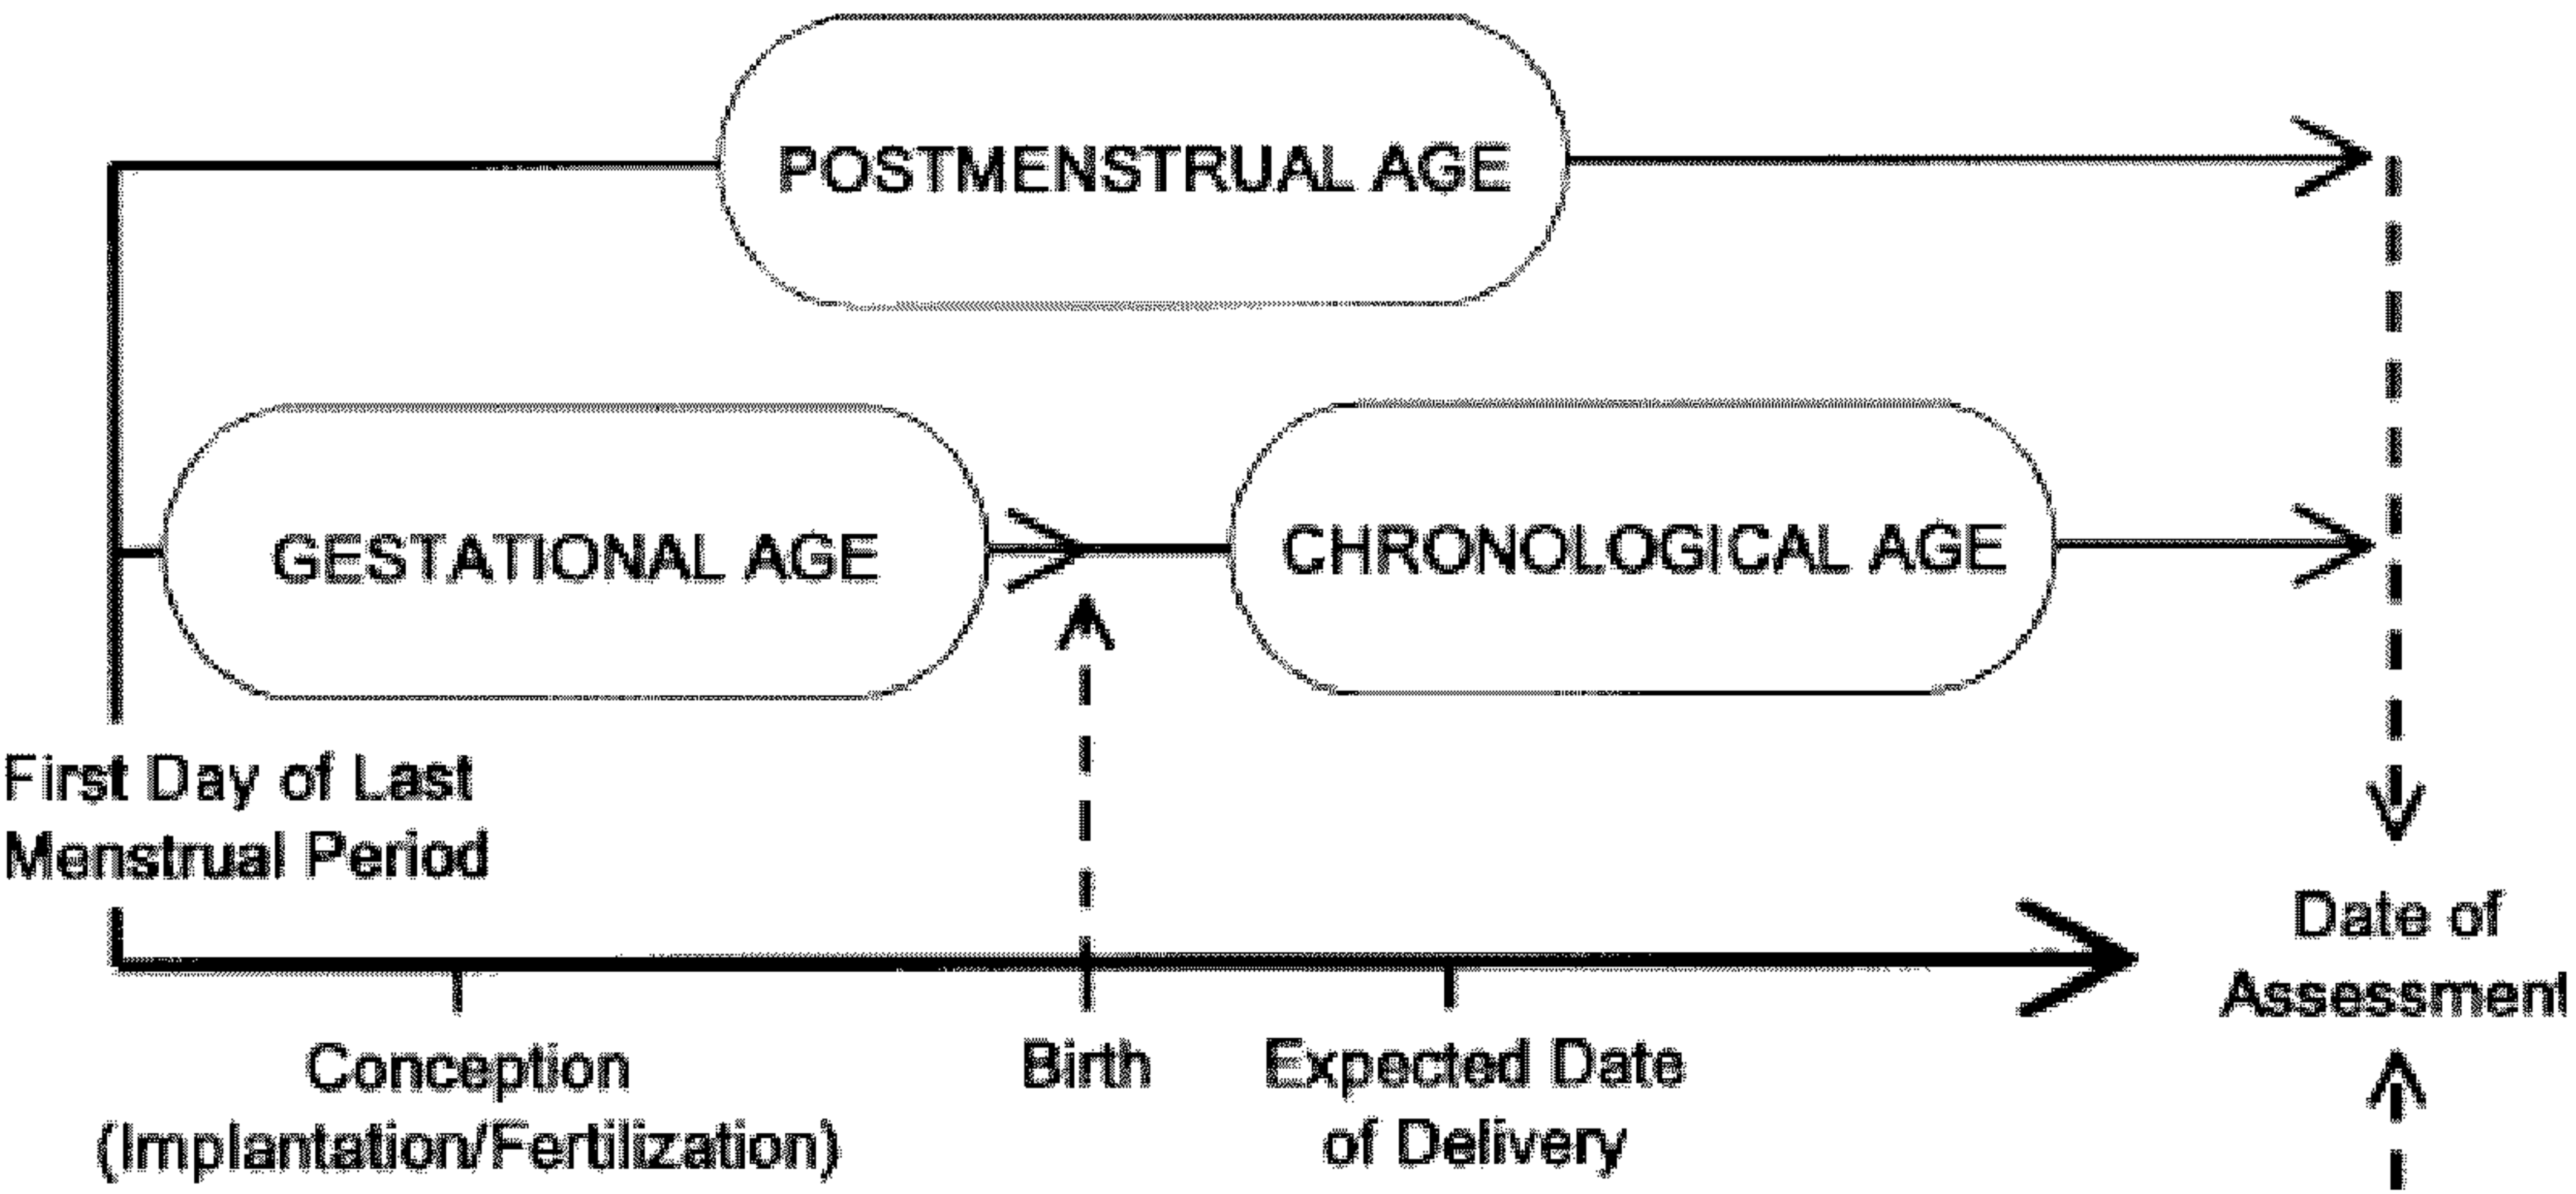 POSTMENSTRUAL AGE
GESTATIONAL AGE
CHRONOLOGICAL AGE
First Day of Last
Menstrual Period
Date of
Assessment
Conception
(Implantation/Fertilization)
Birth
Expected Date
of Delivery